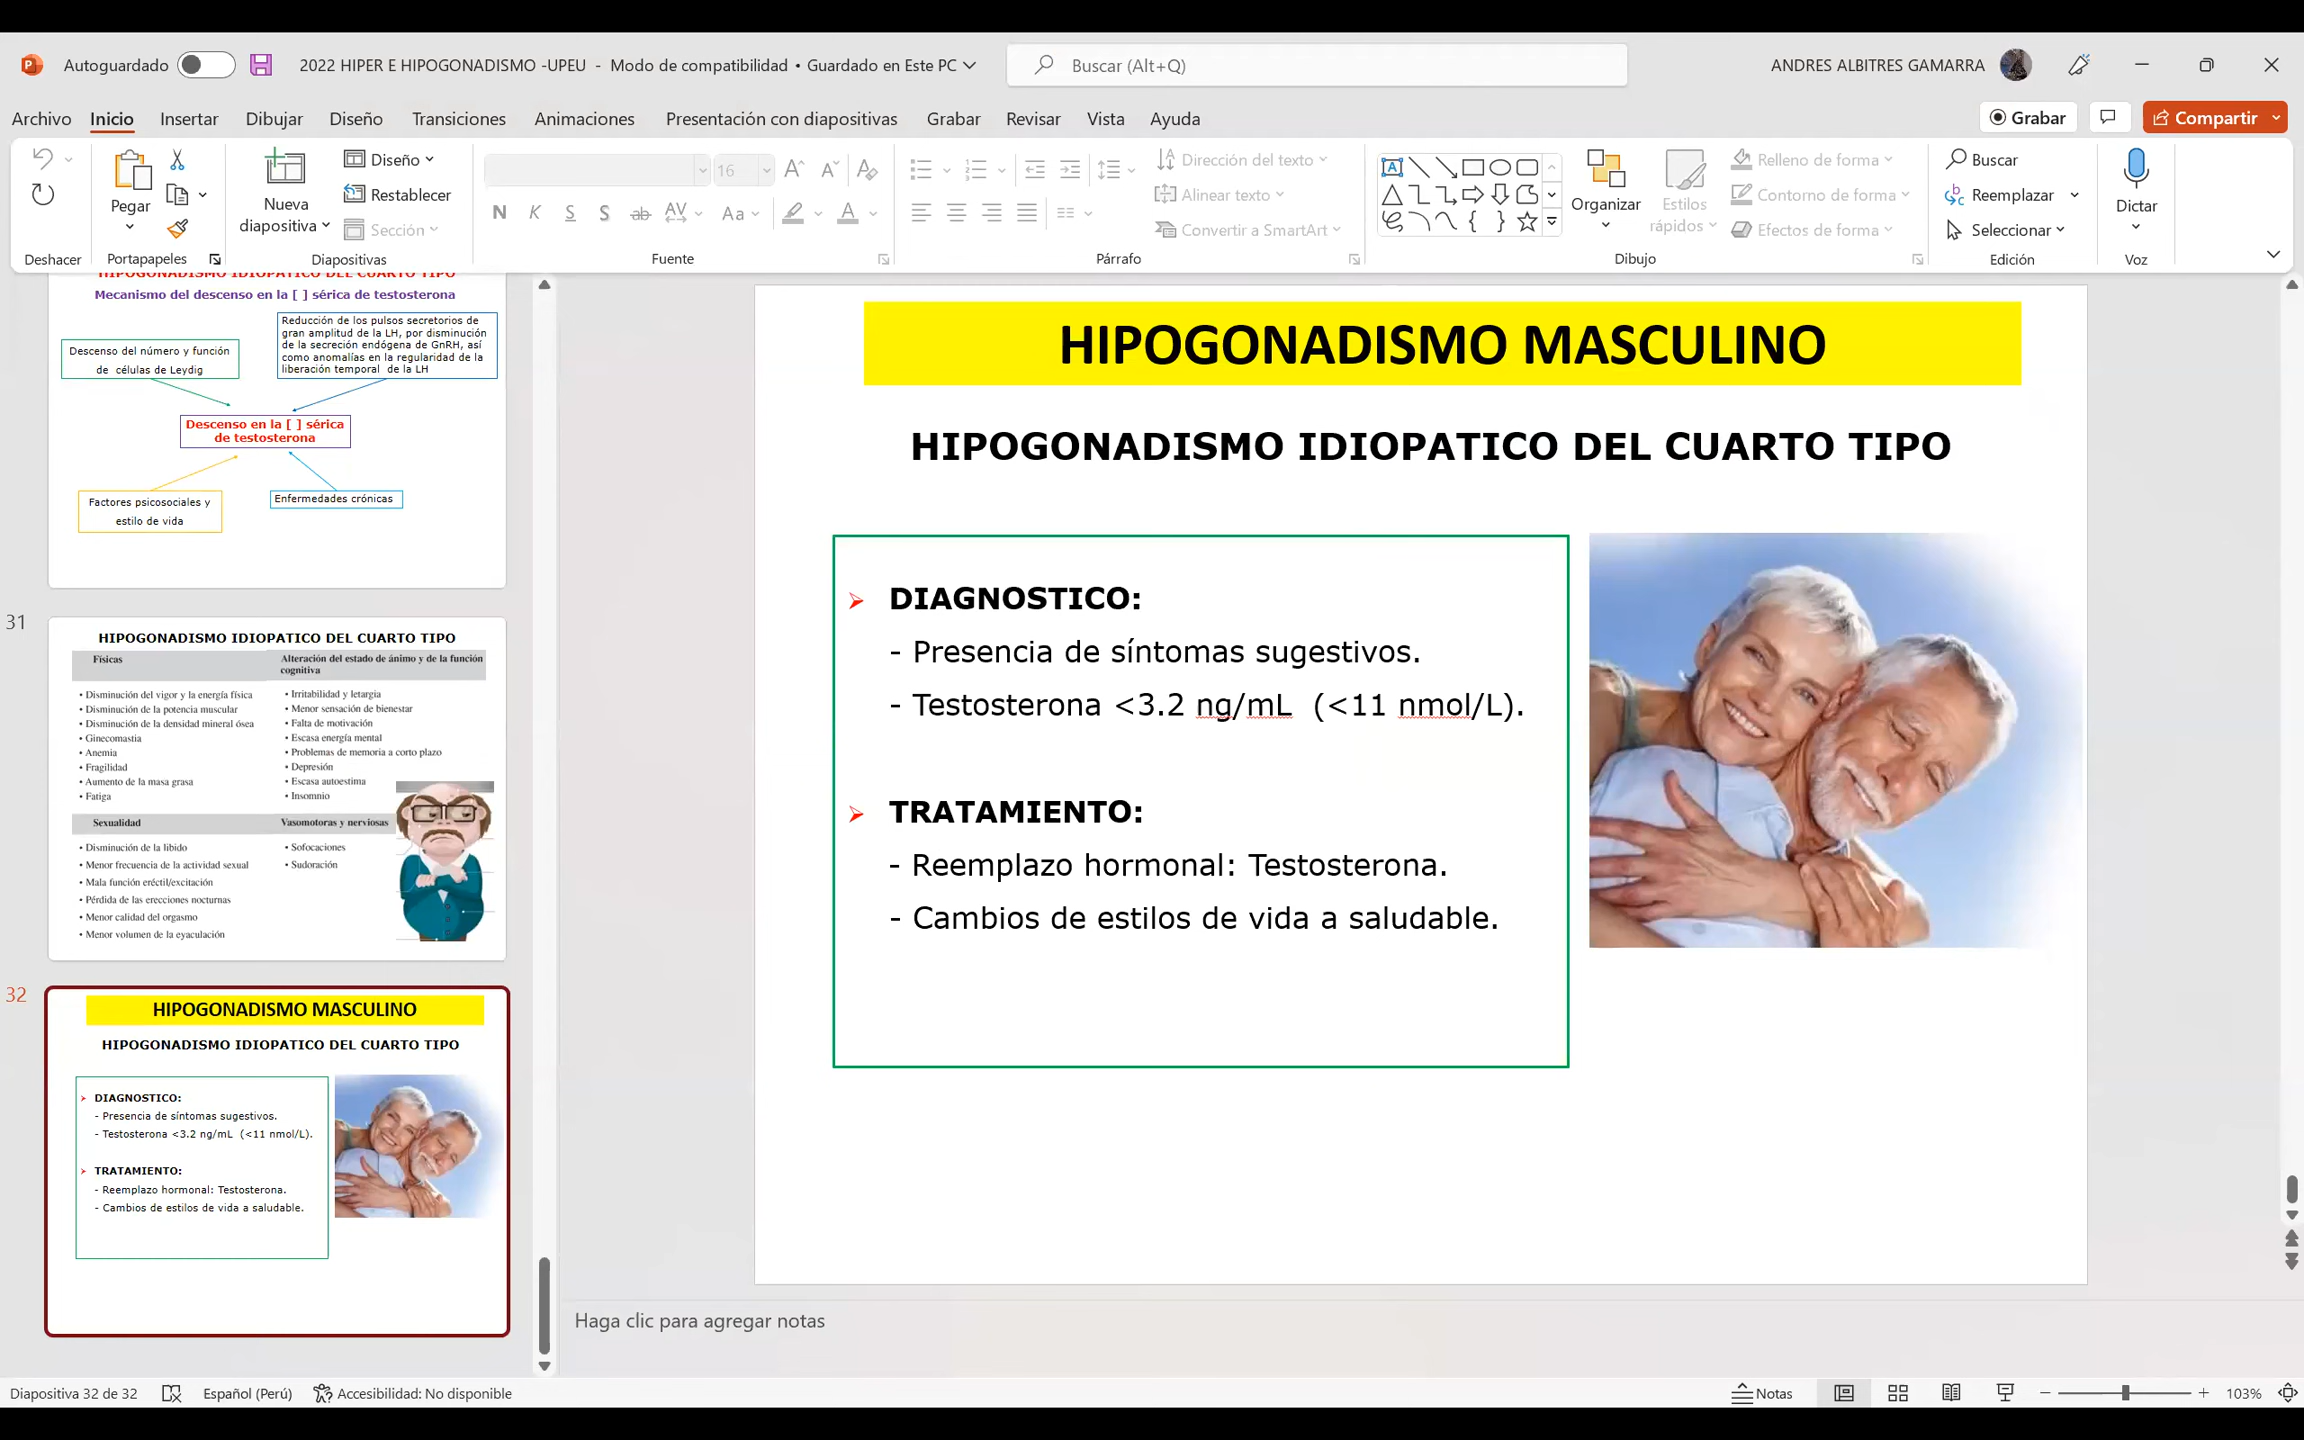 Autoguardado
2022 HIPER E HIPOGONADISMO -UPEU - Modo de compatibilidad • Guardado en Este PC
Buscar (Alt+Q)
ANDRES ALBITRES GAMARRA
Archivo Inicio Insertar Dibujar Diseño Transiciones Animaciones Presentación con diapositivas Grabar Revisar Vista Ayuda
Grabar
Compartir
Deshacer
Pegar
Portapapeles
Nueva
diapositiva
Diseño
Restablecer
Sección
Diapositivas
16
N K S S ab AV Aa A
Fuente
Dirección del texto
Alinear texto
Convertir a SmartArt
Párrafo
Organizar
Estilos
rápidos
Relleno de forma
Contorno de forma
Efectos de forma
Dibujo
Buscar
Reemplazar
Seleccionar
Edición
Dictar
Voz
HIPOGONADISMO IDIOPATICO DEL CUARTO TIPO
Mecanismo del descenso en la [ ] sérica de testosterona
Descenso del número y función
de células de Leydig
Reducción de los pulsos secretorios de
gran amplitud de la LH, por disminución
de la secreción endógena de GnRH, así
como anomalías en la regularidad de la
liberación temporal de la LH
Descenso en la [ ] sérica
de testosterona
Factores psicosociales y
estilo de vida
Enfermedades crónicas
31
HIPOGONADISMO IDIOPATICO DEL CUARTO TIPO
Físicas
• Disminución del vigor y la energía física
• Disminución de la potencia muscular
• Disminución de la densidad mineral ósea
• Ginecomastia
• Anemia
• Fragilidad
• Aumento de la masa grasa
• Fatiga
Alteración del estado de ánimo y de la función
cognitiva
• Irritabilidad y letargia
• Menor sensación de bienestar
• Falta de motivación
• Escasa energía mental
• Problemas de memoria a corto plazo
• Depresión
• Escasa autoestima
• Insomnio
Sexualidad
• Disminución de la libido
• Menor frecuencia de la actividad sexual
• Mala función eréctil/excitación
• Pérdida de las erecciones nocturnas
• Menor calidad del orgasmo
• Menor volumen de la eyaculación
Vasomotoras y nerviosas
• Sofocaciones
• Sudoración
32
HIPOGONADISMO MASCULINO
HIPOGONADISMO IDIOPATICO DEL CUARTO TIPO
DIAGNOSTICO:
- Presencia de síntomas sugestivos.
- Testosterona <3.2 ng/mL (<11 nmol/L).
TRATAMIENTO:
- Reemplazo hormonal: Testosterona.
- Cambios de estilos de vida a saludable.
HIPOGONADISMO MASCULINO
HIPOGONADISMO IDIOPATICO DEL CUARTO TIPO
DIAGNOSTICO:
- Presencia de síntomas sugestivos.
- Testosterona <3.2 ng/mL (<11 nmol/L).
TRATAMIENTO:
- Reemplazo hormonal: Testosterona.
- Cambios de estilos de vida a saludable.
Haga clic para agregar notas
Diapositiva 32 de 32
Español (Perú)
Accesibilidad: No disponible
Notas
103%